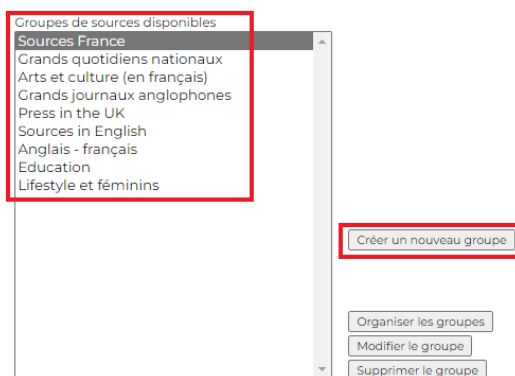 Groupes de sources disponibles
Sources France
Grands quotidiens nationaux
Arts et culture (en français)
Grands journaux anglophones
Press in the UK
Sources in English
Anglais - français
Education
Lifestyle et féminins
Créer un nouveau groupe
Organiser les groupes
Modifier le groupe
Supprimer le groupe